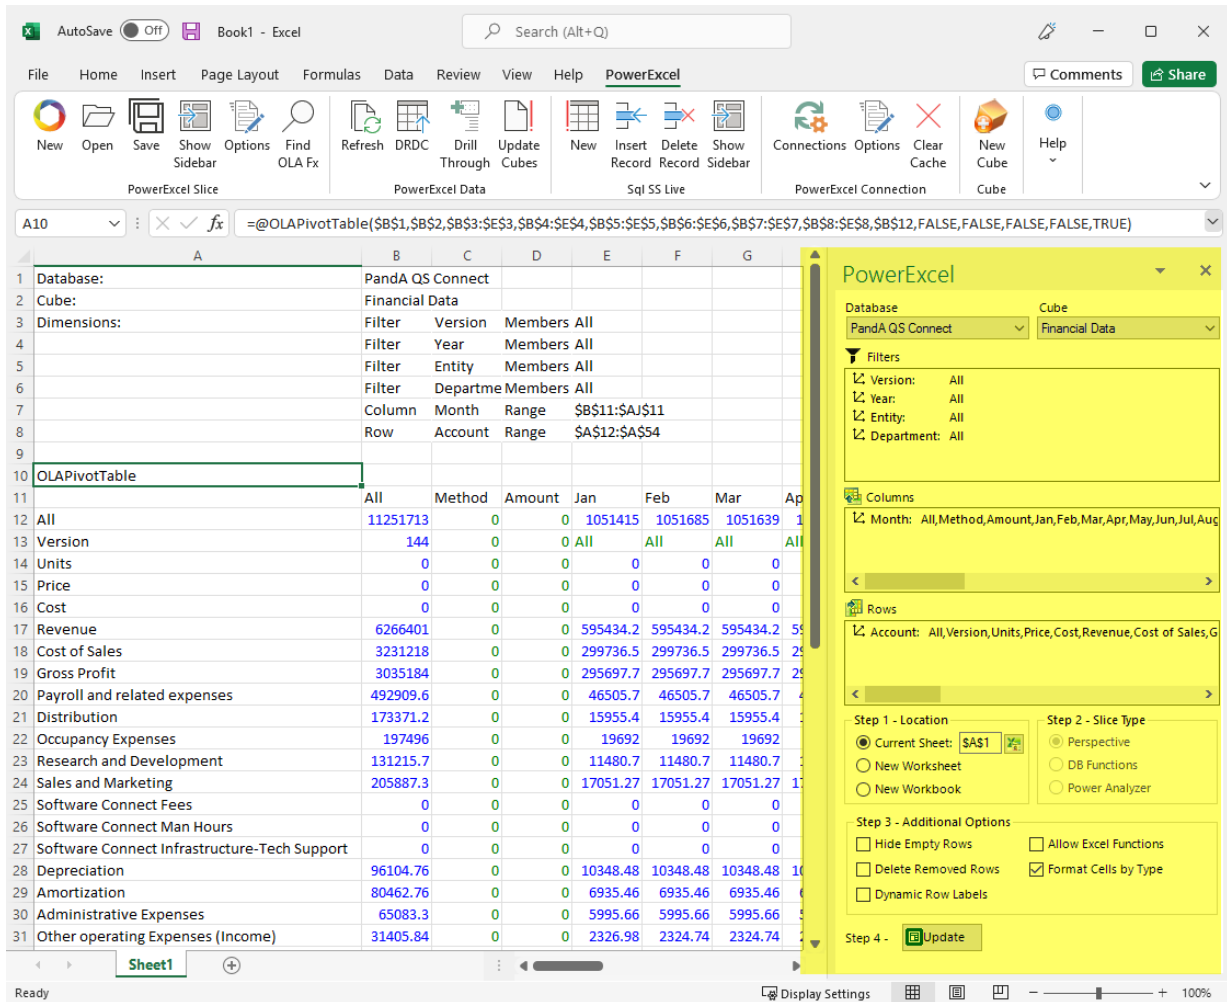 AutoSave Off Book1 - Excel Search (Alt+Q)
File Home Insert Page Layout Formulas Data Review View Help PowerExcel Comments Share
New Open Save Show Sidebar Options Find OLA Fx Refresh DRDC Drill Through Update Cubes New Insert Record Delete Record Show Sidebar Connections Options Clear Cache New Cube Help
PowerExcel Slice PowerExcel Data Sql SS Live PowerExcel Connection Cube
A10 fx =@OLAPivotTable($B$1,$B$2,$B$3:$E$3,$B$4:$E$4,$B$5:$E$5,$B$6:$E$6,$B$7:$E$7,$B$8:$E$8,$B$12,FALSE,FALSE,FALSE,FALSE,TRUE)
A B C D E F G
1 Database: PandA QS Connect
2 Cube: Financial Data
3 Dimensions: Filter Version Members All
4 Filter Year Members All
5 Filter Entity Members All
6 Filter Departme Members All
7 Column Month Range $B$11:$AJ$11
8 Row Account Range $A$12:$A$54
9
10 OLAPivotTable
11 All Method Amount Jan Feb Mar Ap
12 All 11251713 0 0 1051415 1051685 1051639 1
13 Version 144 0 0 All All All All
14 Units 0 0 0 0 0 0
15 Price 0 0 0 0 0 0
16 Cost 0 0 0 0 0 0
17 Revenue 6266401 0 0 595434.2 595434.2 595434.2 59
18 Cost of Sales 3231218 0 0 299736.5 299736.5 299736.5 29
19 Gross Profit 3035184 0 0 295697.7 295697.7 295697.7 29
20 Payroll and related expenses 492909.6 0 0 46505.7 46505.7 46505.7 4
21 Distribution 173371.2 0 0 15955.4 15955.4 15955.4 1
22 Occupancy Expenses 197496 0 0 19692 19692 19692
23 Research and Development 131215.7 0 0 11480.7 11480.7 11480.7 1
24 Sales and Marketing 205887.3 0 0 17051.27 17051.27 17051.27 17
25 Software Connect Fees 0 0 0 0 0 0
26 Software Connect Man Hours 0 0 0 0 0 0
27 Software Connect Infrastructure-Tech Support 0 0 0 0 0 0
28 Depreciation 96104.76 0 0 10348.48 10348.48 10348.48 10
29 Amortization 80462.76 0 0 6935.46 6935.46 6935.46 6
30 Administrative Expenses 65083.3 0 0 5995.66 5995.66 5995.66 5
31 Other operating Expenses (Income) 31405.84 0 0 2326.98 2324.74 2324.74 2
PowerExcel
Database Cube
PandA QS Connect Financial Data
Filters
Version: All
Year: All
Entity: All
Department: All
Columns
Month: All,Method,Amount,Jan,Feb,Mar,Apr,May,Jun,Jul,Aug
Rows
Account: All,Version,Units,Price,Cost,Revenue,Cost of Sales,G
Step 1 - Location Step 2 - Slice Type
Current Sheet: $A$1 Perspective
New Worksheet DB Functions
New Workbook Power Analyzer
Step 3 - Additional Options
Hide Empty Rows Allow Excel Functions
Delete Removed Rows Format Cells by Type
Dynamic Row Labels
Step 4 - Update
Sheet1
Ready Display Settings 100%